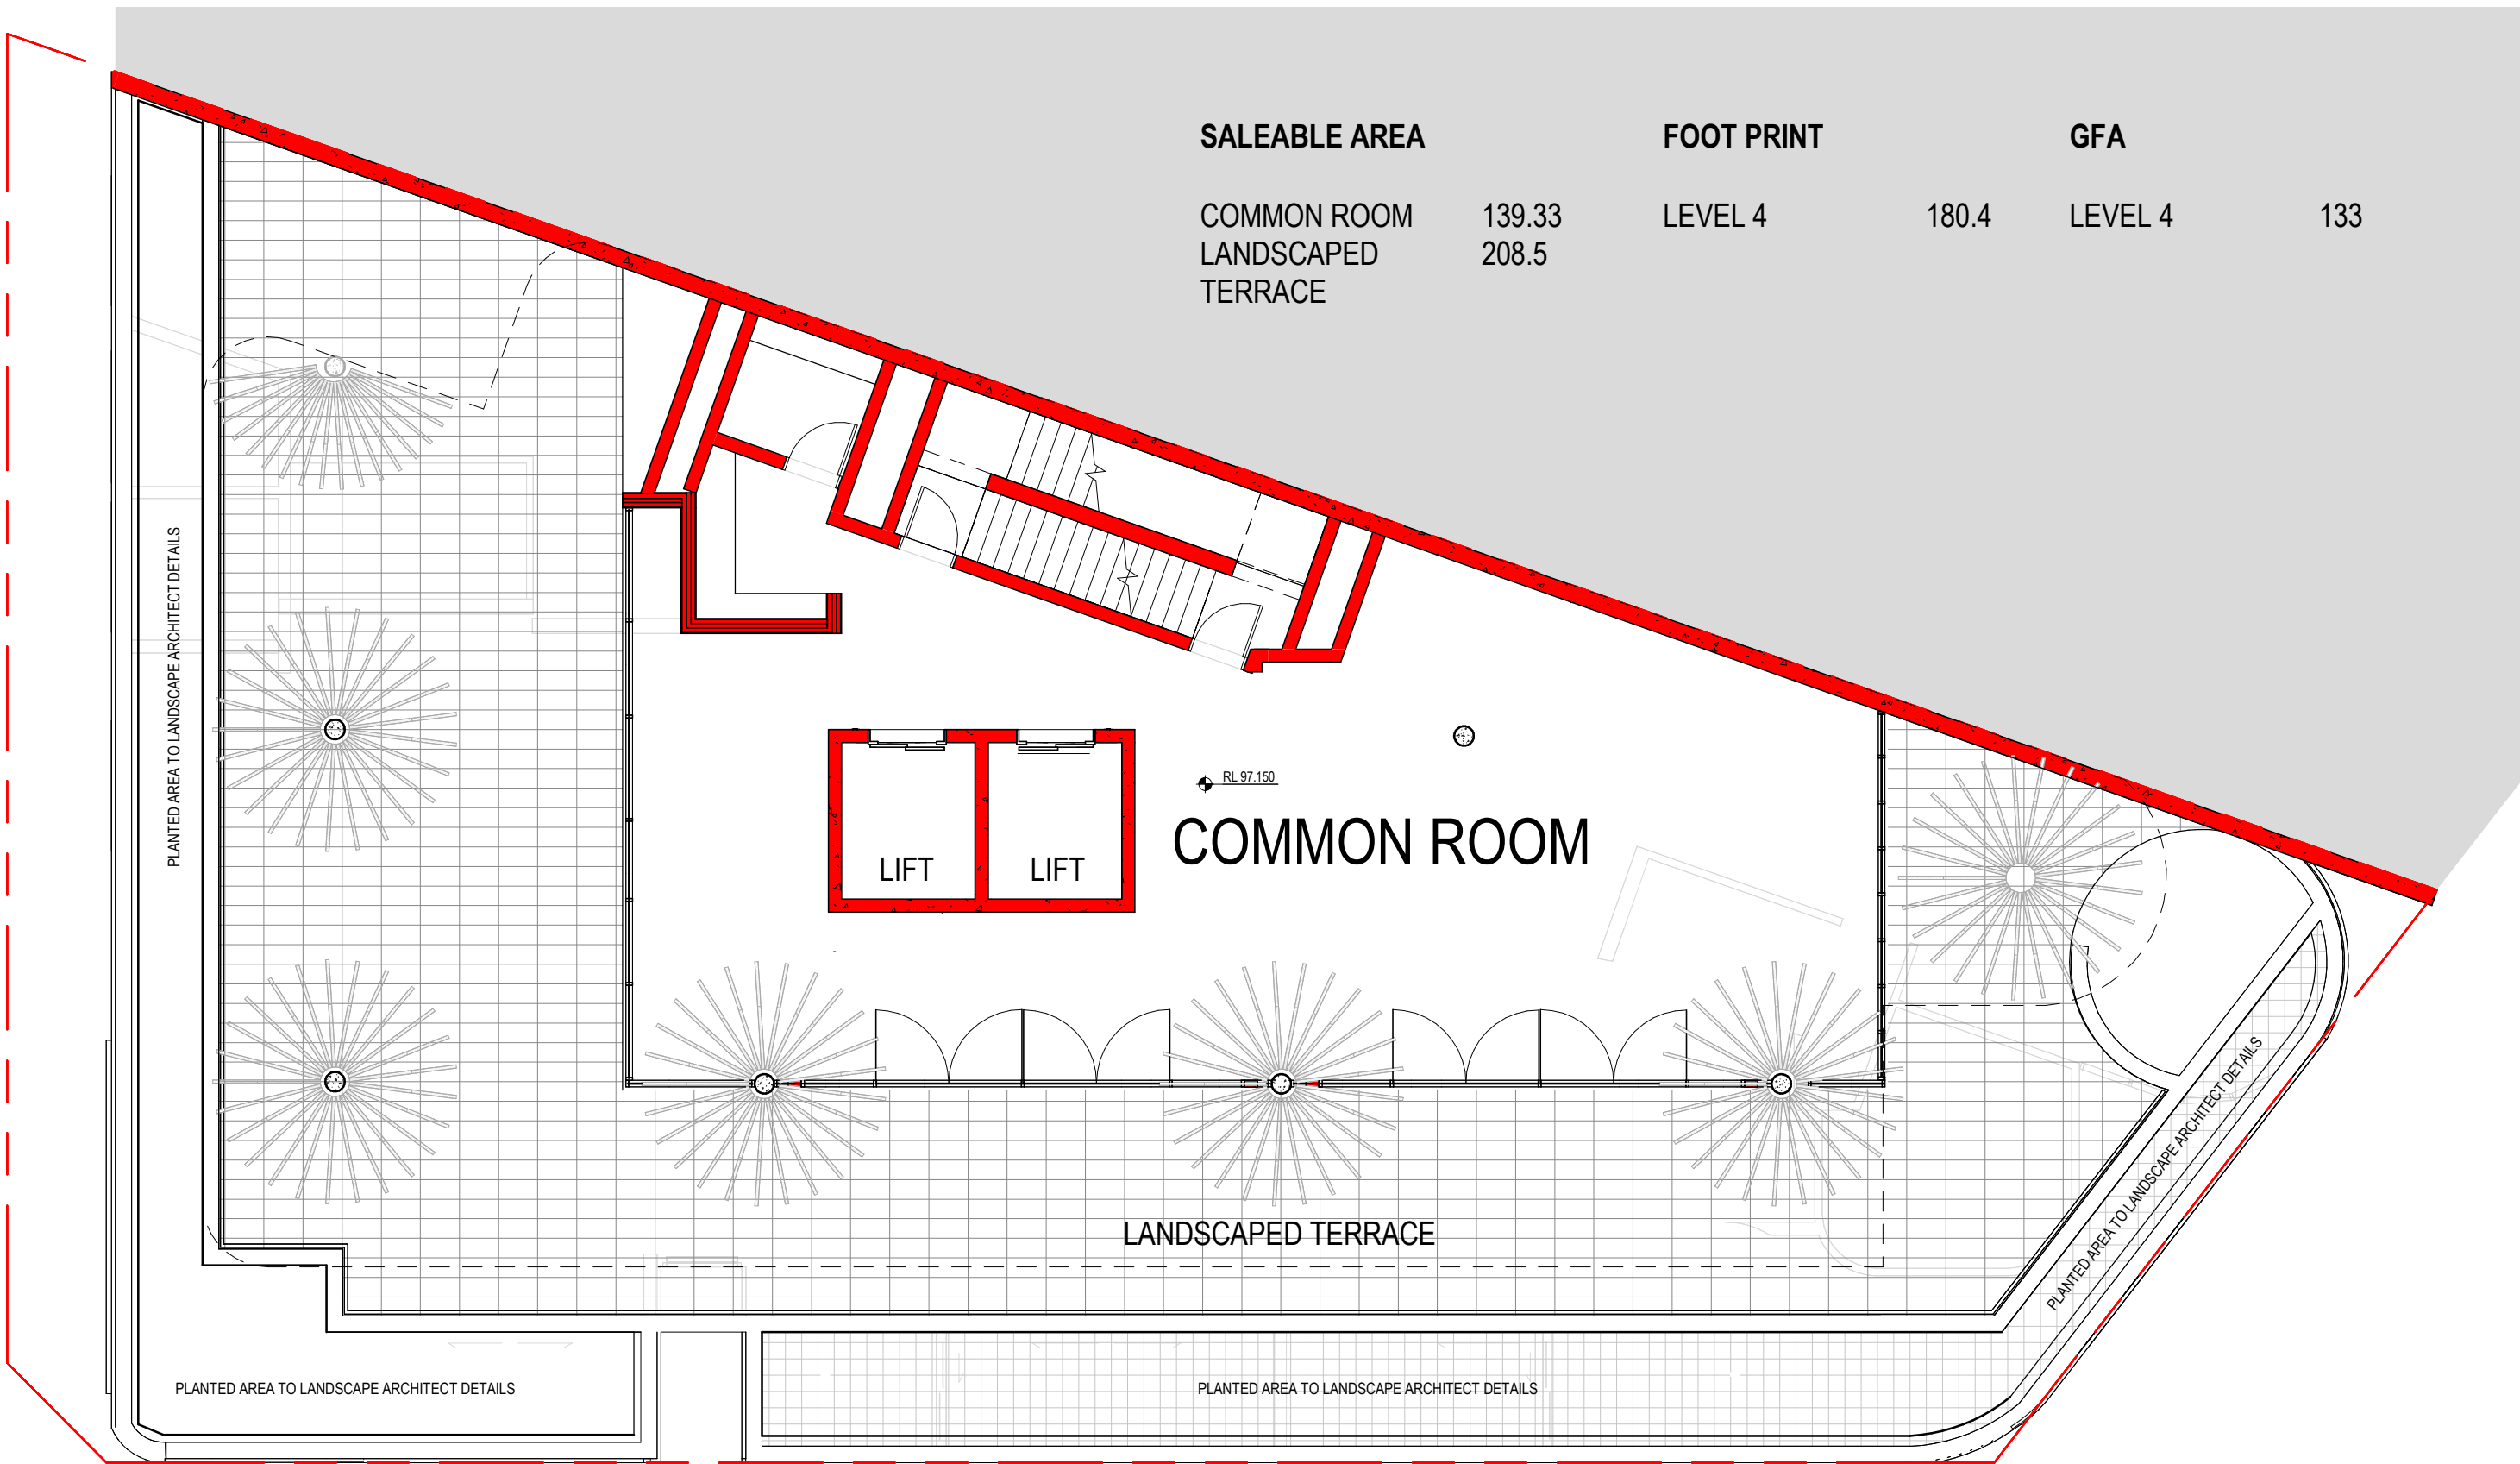 SALEABLE AREA
FOOT PRINT
GFA
COMMON ROOM 139.33
LEVEL 4 180.4
LEVEL 4 133
LANDSCAPED 208.5
TERRACE
PLANTED AREA TO LANDSCAPE ARCHITECT DETAILS
RL 97.150
COMMON ROOM
LIFT
LIFT
LANDSCAPED TERRACE
PLANTED AREA TO LANDSCAPE ARCHITECT DETAILS
PLANTED AREA TO LANDSCAPE ARCHITECT DETAILS
PLANTED AREA TO LANDSCAPE ARCHITECT DETAILS